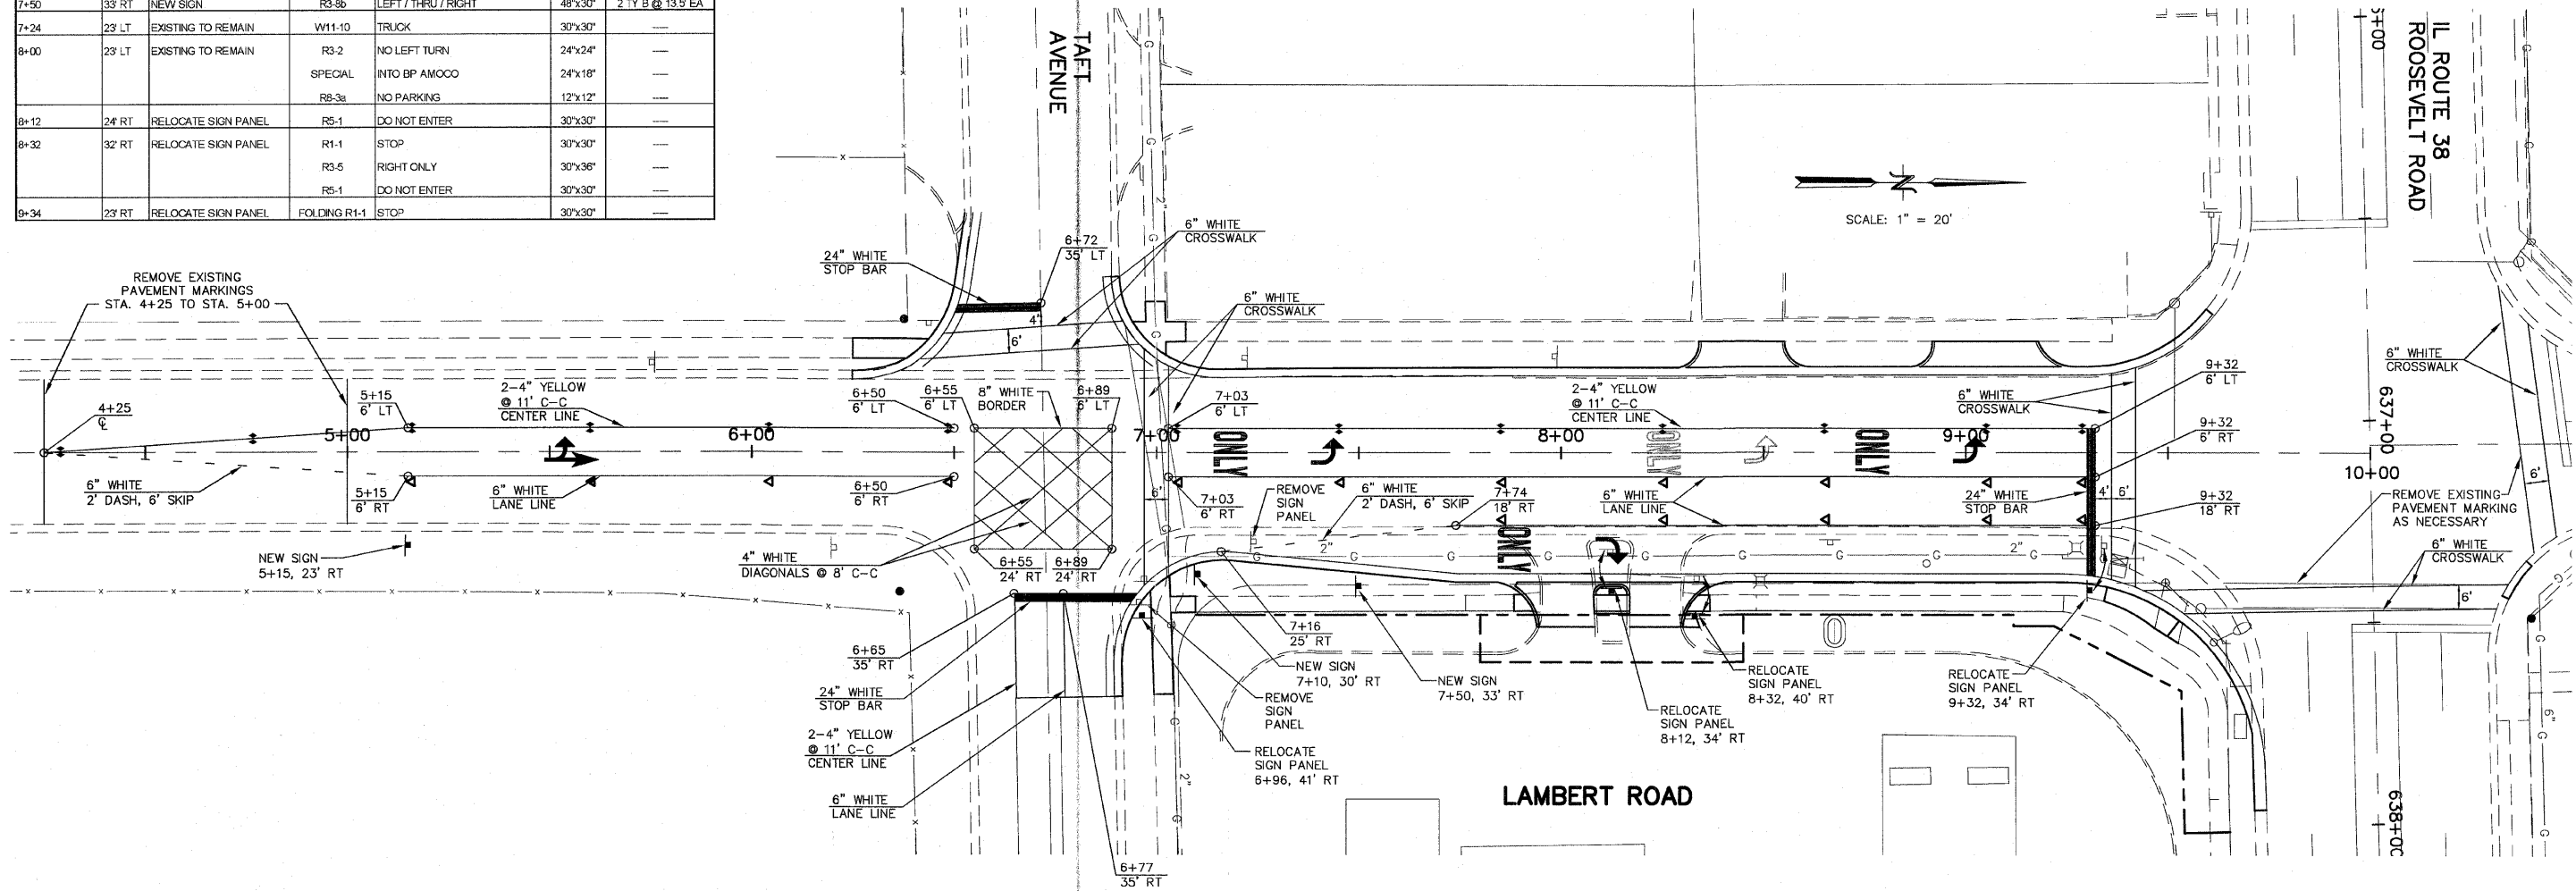 7+50 33' RT NEW SIGN R3-8b LEFT / THRU / RIGHT 48"x30" 2 TY B @ 13.5' EA
7+24 23' LT EXISTING TO REMAIN W11-10 TRUCK 30"x30" ----
8+00 23' LT EXISTING TO REMAIN R3-2 NO LEFT TURN 24"x24" ----
SPECIAL INTO BP AMOCO 24"x18" ----
R8-3a NO PARKING 12"x12" ----
8+12 24' RT RELOCATE SIGN PANEL R5-1 DO NOT ENTER 30"x30" ----
8+32 32' RT RELOCATE SIGN PANEL R1-1 STOP 30"x30" ----
R3-5 RIGHT ONLY 30"x36" ----
R5-1 DO NOT ENTER 30"x30" ----
9+34 23' RT RELOCATE SIGN PANEL FOLDING R1-1 STOP 30"x30" ----
TAFT
AVENUE
IL ROUTE 38
ROOSEVELT ROAD
5+00
N
SCALE: 1" = 20'
REMOVE EXISTING
PAVEMENT MARKINGS
STA. 4+25 TO STA. 5+00
24" WHITE
STOP BAR
6+72
35' LT
6" WHITE
CROSSWALK
6" WHITE
CROSSWALK
4'
6'
4+25
℄
5+15
6' LT
5+00
2-4" YELLOW
@ 11' C-C
CENTER LINE
6+00
6+50
6' LT
6+55
6' LT
8" WHITE
BORDER
6+89
6' LT
7+00
7+03
6' LT
ONLY
2-4" YELLOW
@ 11' C-C
CENTER LINE
8+00
ONLY
ONLY
9+00
6" WHITE
CROSSWALK
9+32
6' LT
9+32
6' RT
6" WHITE
CROSSWALK
637+00
10+00
6" WHITE
2' DASH, 6' SKIP
5+15
6' RT
6" WHITE
LANE LINE
6+50
6' RT
6'
7+03
6' RT
REMOVE
SIGN
PANEL
6" WHITE
2' DASH, 6' SKIP
7+74
18' RT
6" WHITE
LANE LINE
24" WHITE
STOP BAR
4'
6'
9+32
18' RT
6'
REMOVE EXISTING
PAVEMENT MARKING
AS NECESSARY
ONLY
6" WHITE
CROSSWALK
6'
NEW SIGN
5+15, 23' RT
4" WHITE
DIAGONALS @ 8' C-C
6+55
24' RT
6+89
24' RT
2"
G G G G G G G G
2"
G
6+65
35' RT
24" WHITE
STOP BAR
2-4" YELLOW
@ 11' C-C
CENTER LINE
6" WHITE
LANE LINE
6+77
35' RT
7+16
25' RT
NEW SIGN
7+10, 30' RT
REMOVE
SIGN
PANEL
RELOCATE
SIGN PANEL
6+96, 41' RT
NEW SIGN
7+50, 33' RT
RELOCATE
SIGN PANEL
8+12, 34' RT
RELOCATE
SIGN PANEL
8+32, 40' RT
RELOCATE
SIGN PANEL
9+32, 34' RT
LAMBERT ROAD
638+00
6"
2"